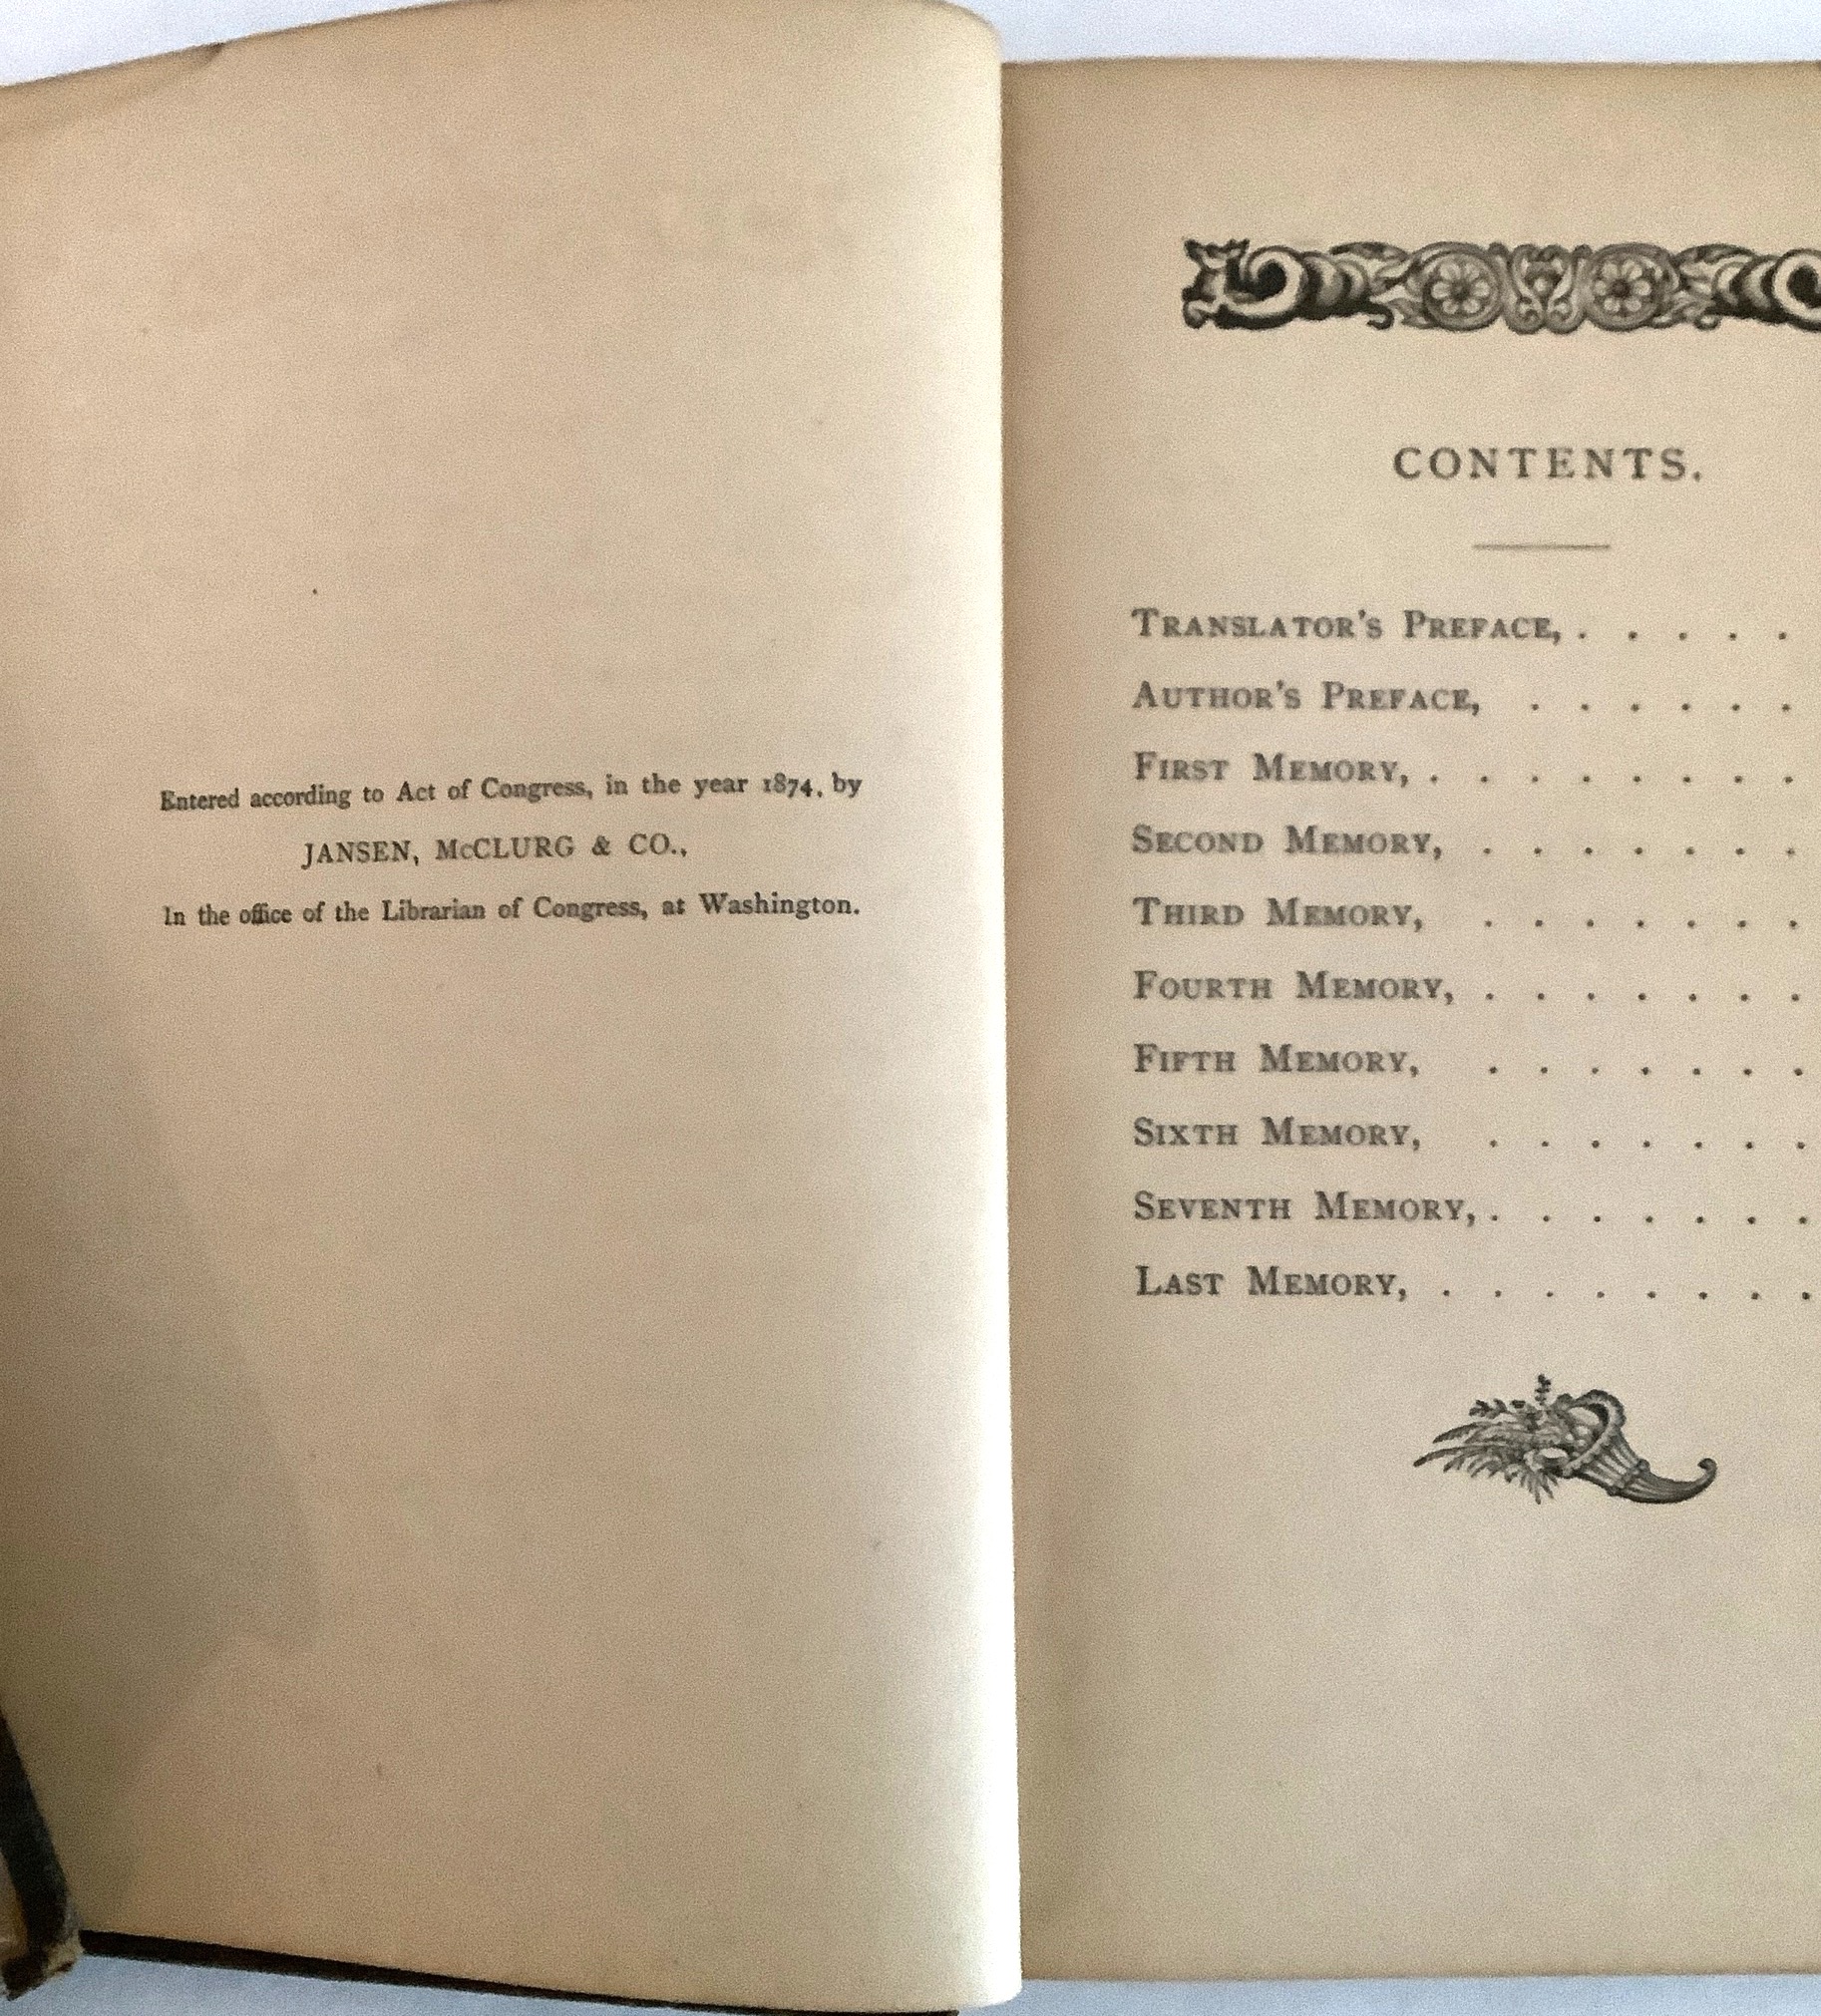 Entered according to Act of Congress, in the year 1874, by
JANSEN, McCLURG & CO.,
In the office of the Librarian of Congress, at Washington.
CONTENTS.
TRANSLATOR'S PREFACE, . . . . .
AUTHOR'S PREFACE, . . . . . .
FIRST MEMORY, . . . . . . . .
SECOND MEMORY, . . . . . . .
THIRD MEMORY, . . . . . . .
FOURTH MEMORY, . . . . . . .
FIFTH MEMORY, . . . . . . .
SIXTH MEMORY, . . . . . . .
SEVENTH MEMORY, . . . . . . .
LAST MEMORY, . . . . . . . .